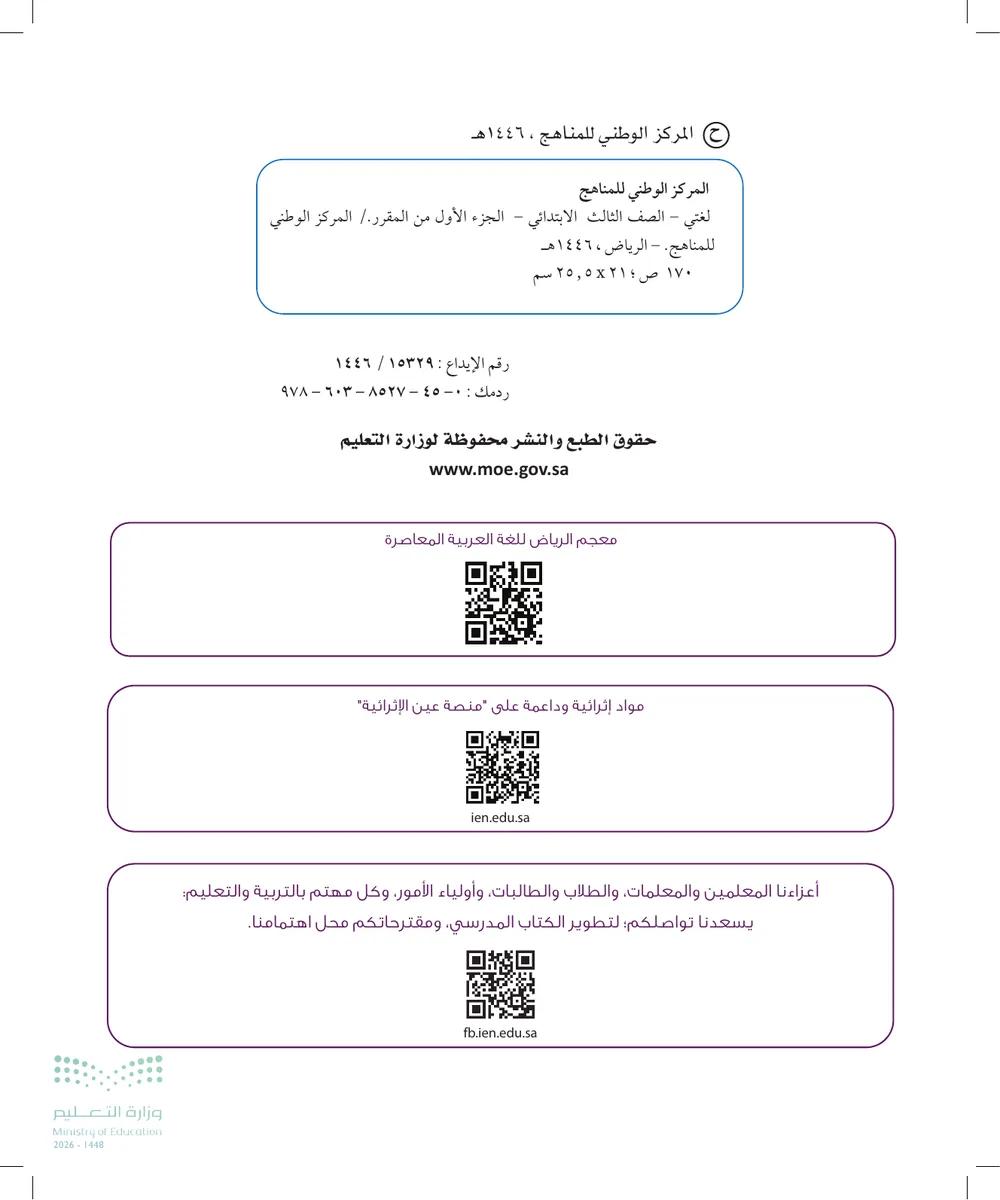 ح المركز الوطني للمناهج ، ١٤٤٦هـ
المركز الوطني للمناهج
لغتي – الصف الثالث الابتدائي – الجزء الأول من المقرر./ المركز الوطني
للمناهج. – الرياض ، ١٤٤٦هـ
١٧٠ ص ؛ ٢١ x ٢٥,٥ سم
رقم الإيداع : ١٥٣٢٩ / ١٤٤٦
ردمك : ٠ – ٤٥ – ٨٥٢٧ – ٦٠٣ – ٩٧٨
حقوق الطبع والنشر محفوظة لوزارة التعليم
www.moe.gov.sa
معجم الرياض للغة العربية المعاصرة
مواد إثرائية وداعمة على "منصة عين الإثرائية"
ien.edu.sa
أعزاءنا المعلمين والمعلمات، والطلاب والطالبات، وأولياء الأمور، وكل مهتم بالتربية والتعليم:
يسعدنا تواصلكم؛ لتطوير الكتاب المدرسي، ومقترحاتكم محل اهتمامنا.
fb.ien.edu.sa
وزارة التعـــليم
Ministry of Education
2026 - 1448